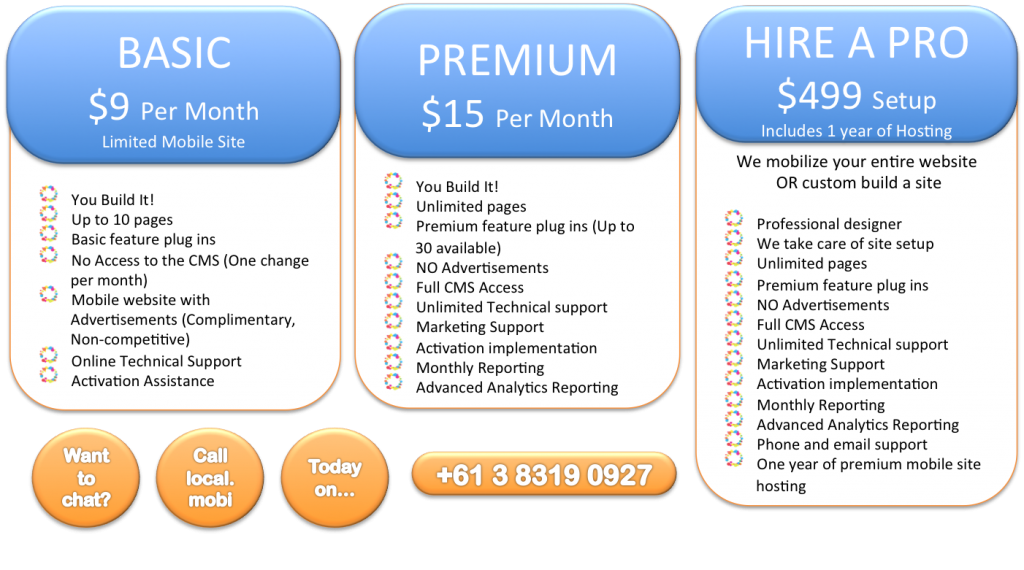 BASIC
$9 Per Month
Limited Mobile Site
You Build It!
Up to 10 pages
Basic feature plug ins
No Access to the CMS (One change
per month)
Mobile website with
Advertisements (Complimentary,
Non-competitive)
Online Technical Support
Activation Assistance
PREMIUM
$15 Per Month
You Build It!
Unlimited pages
Premium feature plug ins (Up to
30 available)
NO Advertisements
Full CMS Access
Unlimited Technical support
Marketing Support
Activation implementation
Monthly Reporting
Advanced Analytics Reporting
HIRE A PRO
$499 Setup
Includes 1 year of Hosting
We mobilize your entire website
OR custom build a site
Professional designer
We take care of site setup
Unlimited pages
Premium feature plug ins
NO Advertisements
Full CMS Access
Unlimited Technical support
Marketing Support
Activation implementation
Monthly Reporting
Advanced Analytics Reporting
Phone and email support
One year of premium mobile site
hosting
Want
to
chat?
Call
local.
mobi
Today
on...
+61 3 8319 0927